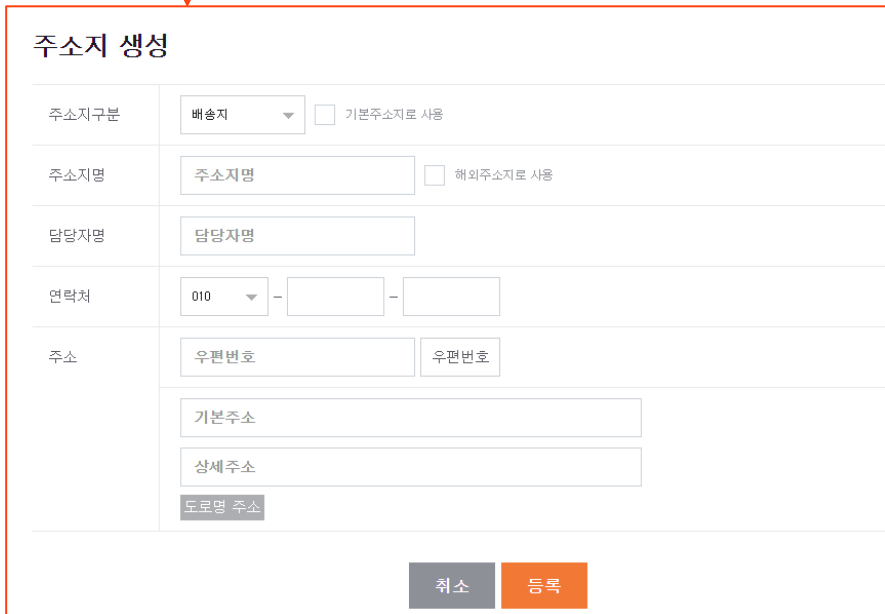 주소지 생성
주소지구분 배송지 기본주소지로 사용
주소지명 주소지명 해외주소지로 사용
담당자명 담당자명
연락처 010 – –
주소 우편번호 우편번호
기본주소
상세주소
도로명 주소
취소 등록